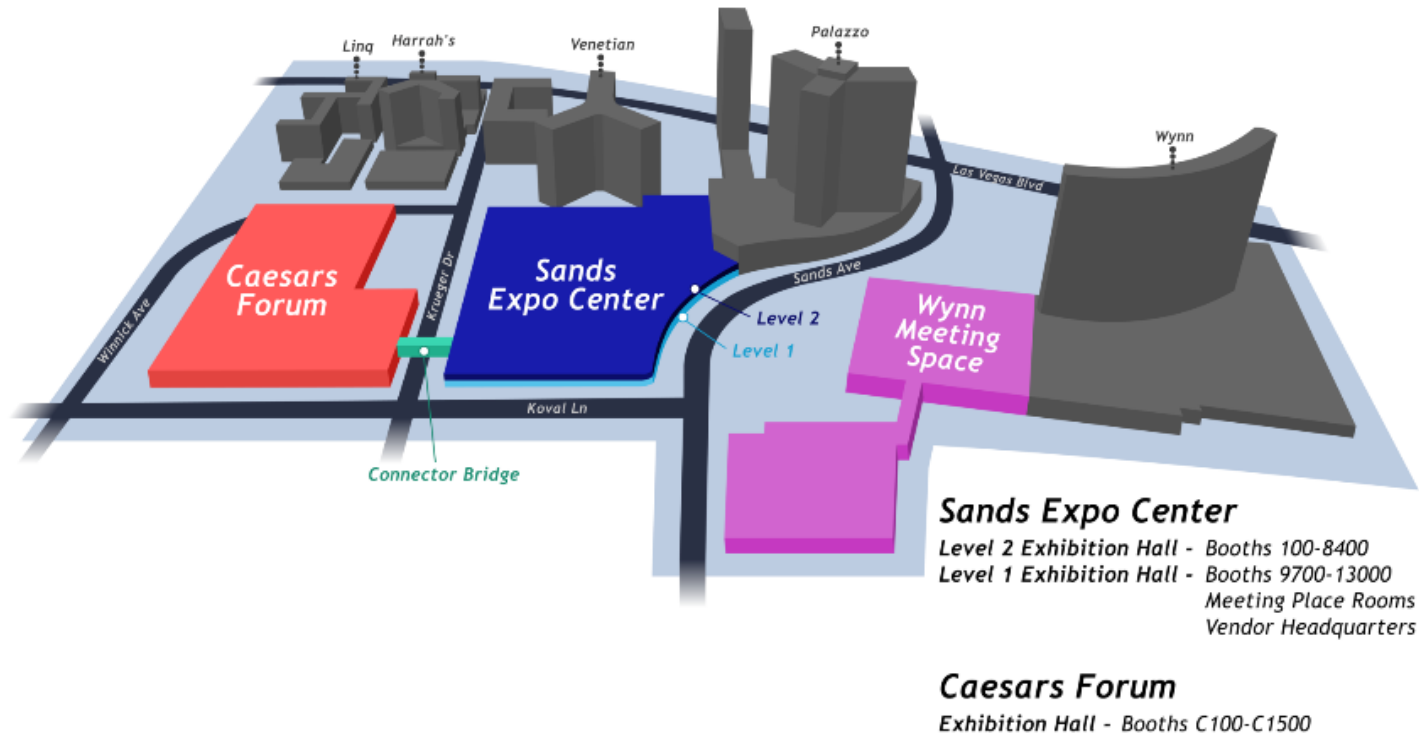 Linq
Harrah's
Venetian
Palazzo
Wynn
Las Vegas Blvd
Caesars
Forum
Sands
Expo Center
Krueger Dr
Winnick Ave
Sands Ave
Level 2
Level 1
Wynn
Meeting
Space
Koval Ln
Connector Bridge
Sands Expo Center
Level 2 Exhibition Hall - Booths 100-8400
Level 1 Exhibition Hall - Booths 9700-13000
Meeting Place Rooms
Vendor Headquarters
Caesars Forum
Exhibition Hall - Booths C100-C1500